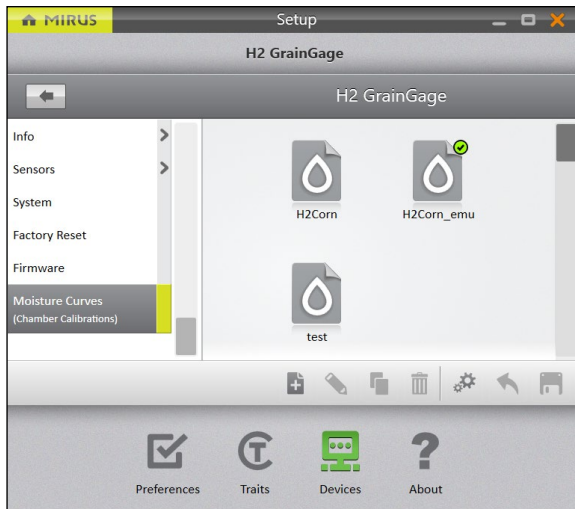 MIRUS
Setup
H2 GrainGage
H2 GrainGage
Info
Sensors
System
Factory Reset
Firmware
Moisture Curves
(Chamber Calibrations)
H2Corn
H2Corn_emu
test
Preferences
Traits
Devices
About